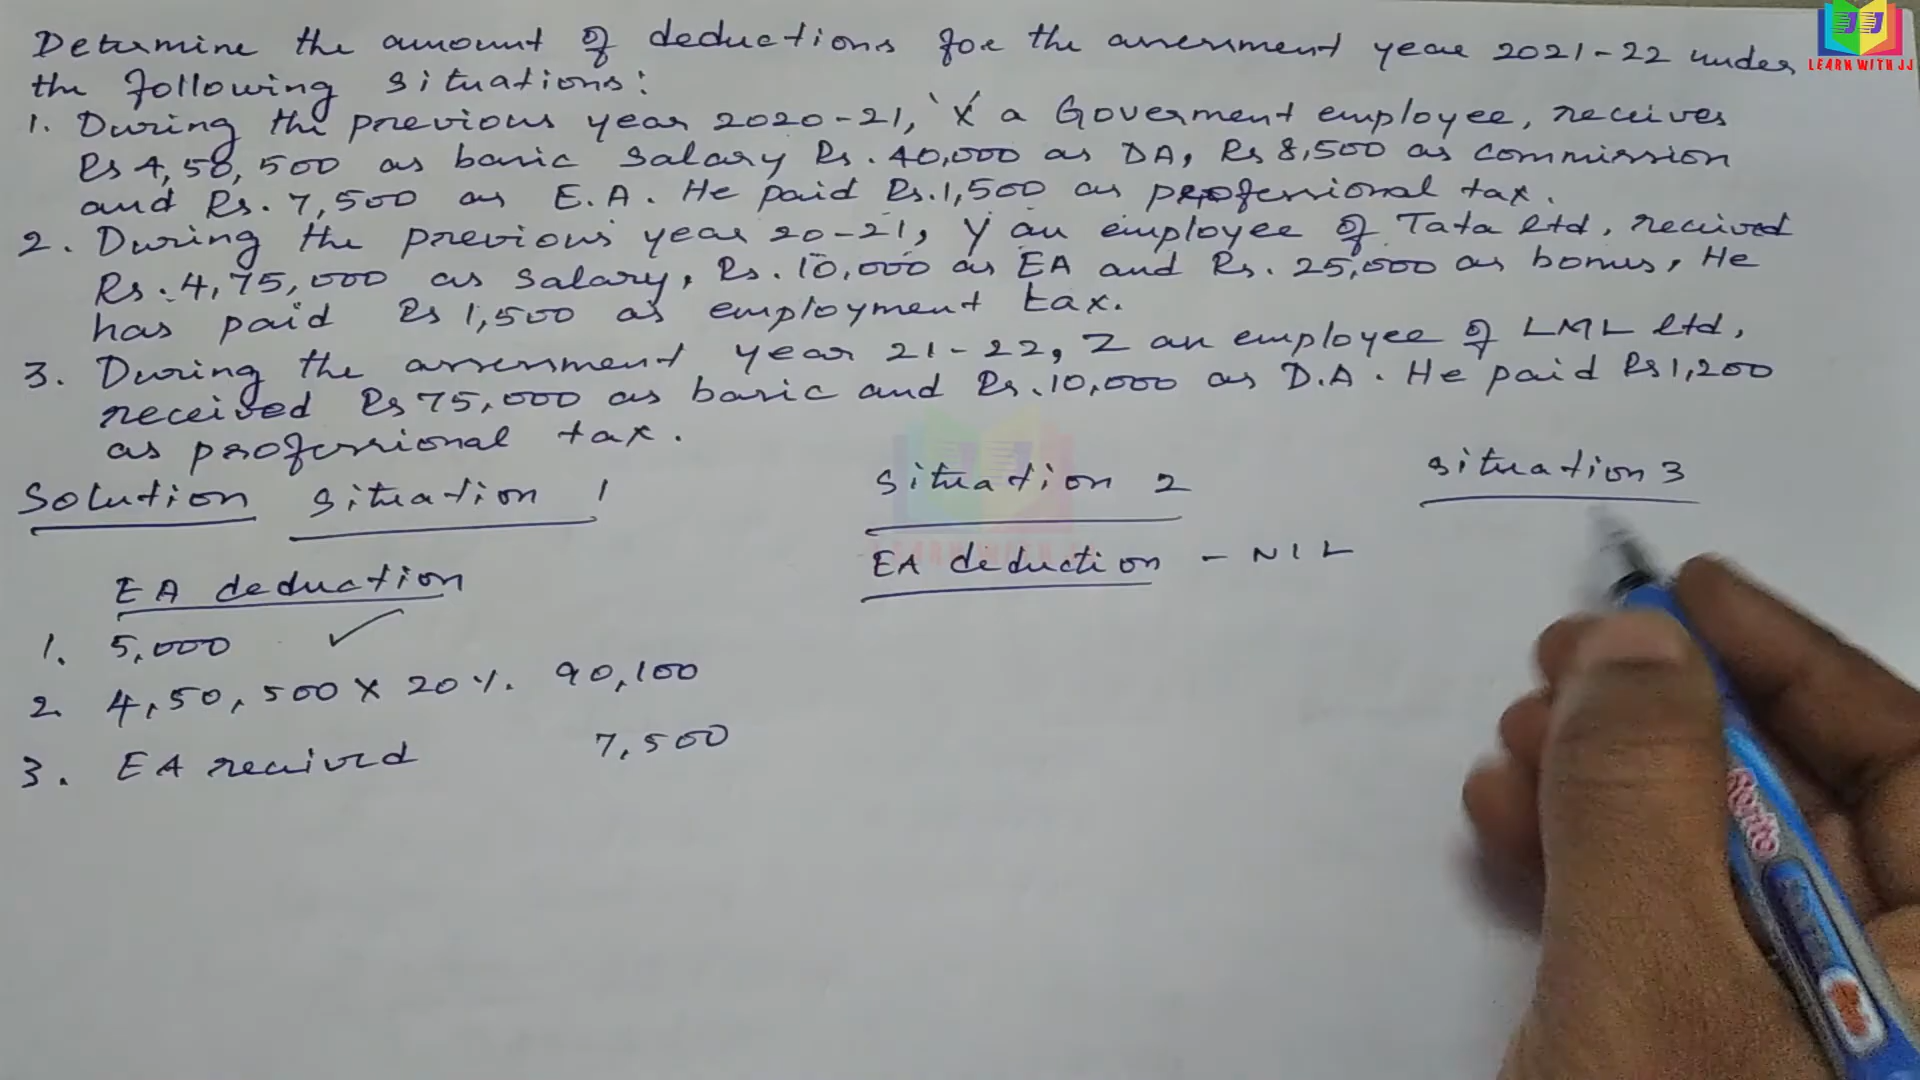 Determine the amount of deductions for the assessment year 2021-22 under
the following situations:
1. During the previous year 2020-21, 'X' a Goverment employee, receives
Rs 4,50,500 as basic salary Rs. 40,000 as DA, Rs 8,500 as commission
and Rs. 7,500 as E.A. He paid Rs. 1,500 as professional tax.
2. During the previous year 20-21, Y an employee of Tata ltd, received
Rs. 4,75,000 as salary, Rs. 10,000 as EA and Rs. 25,000 as bonus, He
has paid Rs 1,500 as employment tax.
3. During the assessment year 21-22, Z an employee of LML ltd,
received Rs 75,000 as basic and Rs. 10,000 as D.A. He paid Rs 1,200
as professional tax.
Solution situation 1
situation 2
situation 3
EA deduction
EA deduction - NIL
1. 5,000 ✓
2. 4,50,500 x 20%. 90,100
3. EA received 7,500
LEARN WITH JJ
LEARN WITH JJ